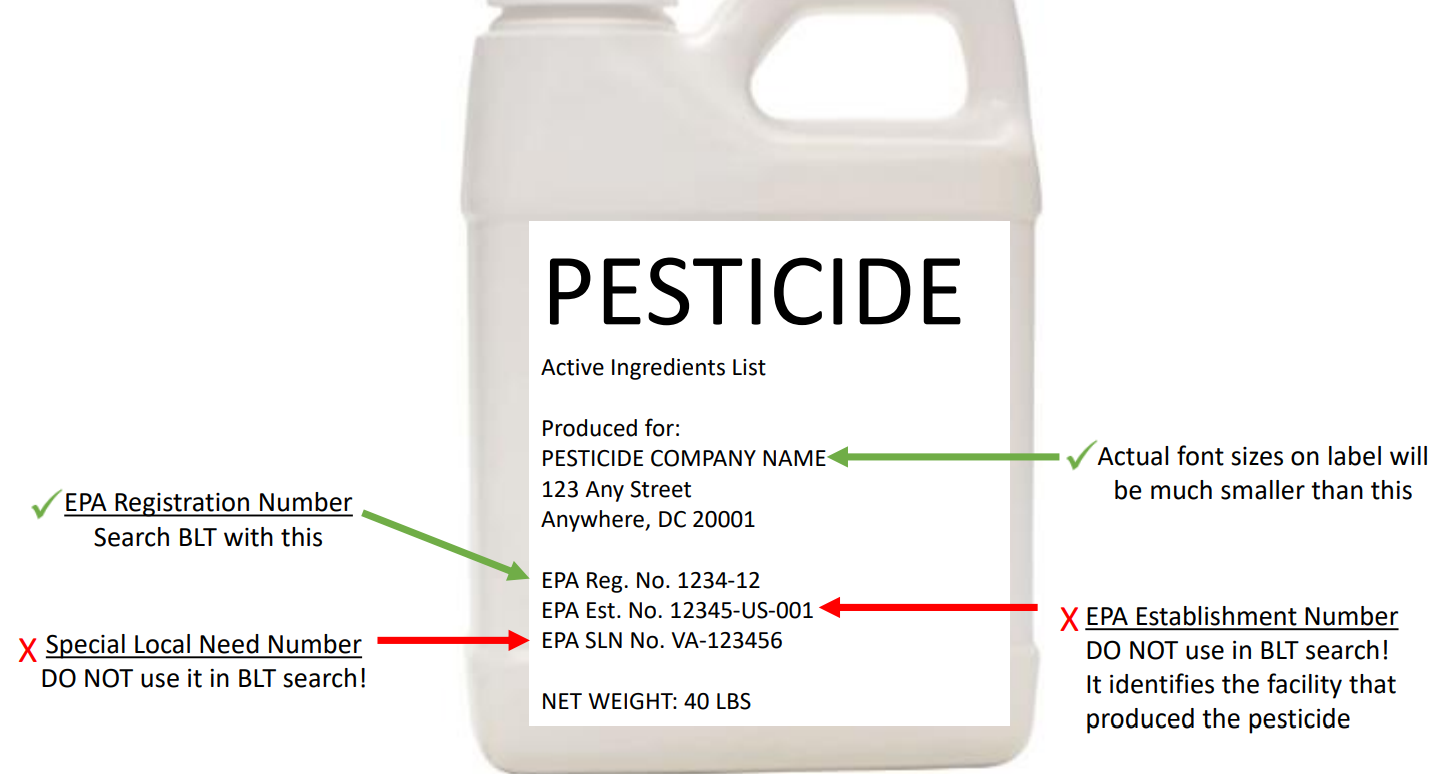 PESTICIDE
Active Ingredients List
Produced for:
PESTICIDE COMPANY NAME
123 Any Street
Anywhere, DC 20001
EPA Reg. No. 1234-12
EPA Est. No. 12345-US-001
EPA SLN No. VA-123456
NET WEIGHT: 40 LBS
EPA Registration Number
Search BLT with this
X Special Local Need Number
DO NOT use it in BLT search!
Actual font sizes on label will
be much smaller than this
X EPA Establishment Number
DO NOT use in BLT search!
It identifies the facility that
produced the pesticide